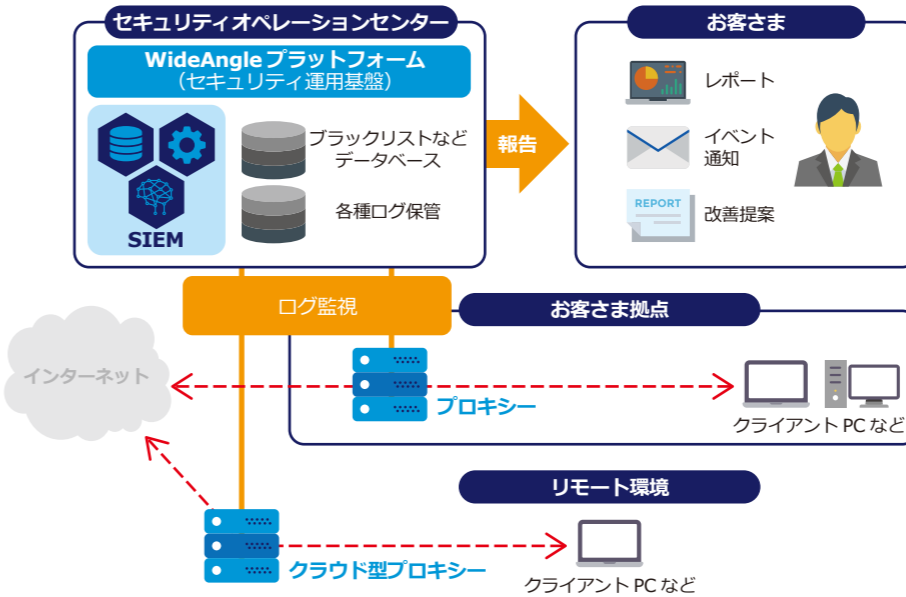 セキュリティオペレーションセンター
WideAngle プラットフォーム
(セキュリティ運用基盤)
SIEM
ブラックリストなど
データベース
各種ログ保管
報告
お客さま
レポート
イベント
通知
REPORT
改善提案
ログ監視
お客さま拠点
インターネット
プロキシー
クライアント PC など
リモート環境
クラウド型プロキシー
クライアント PC など